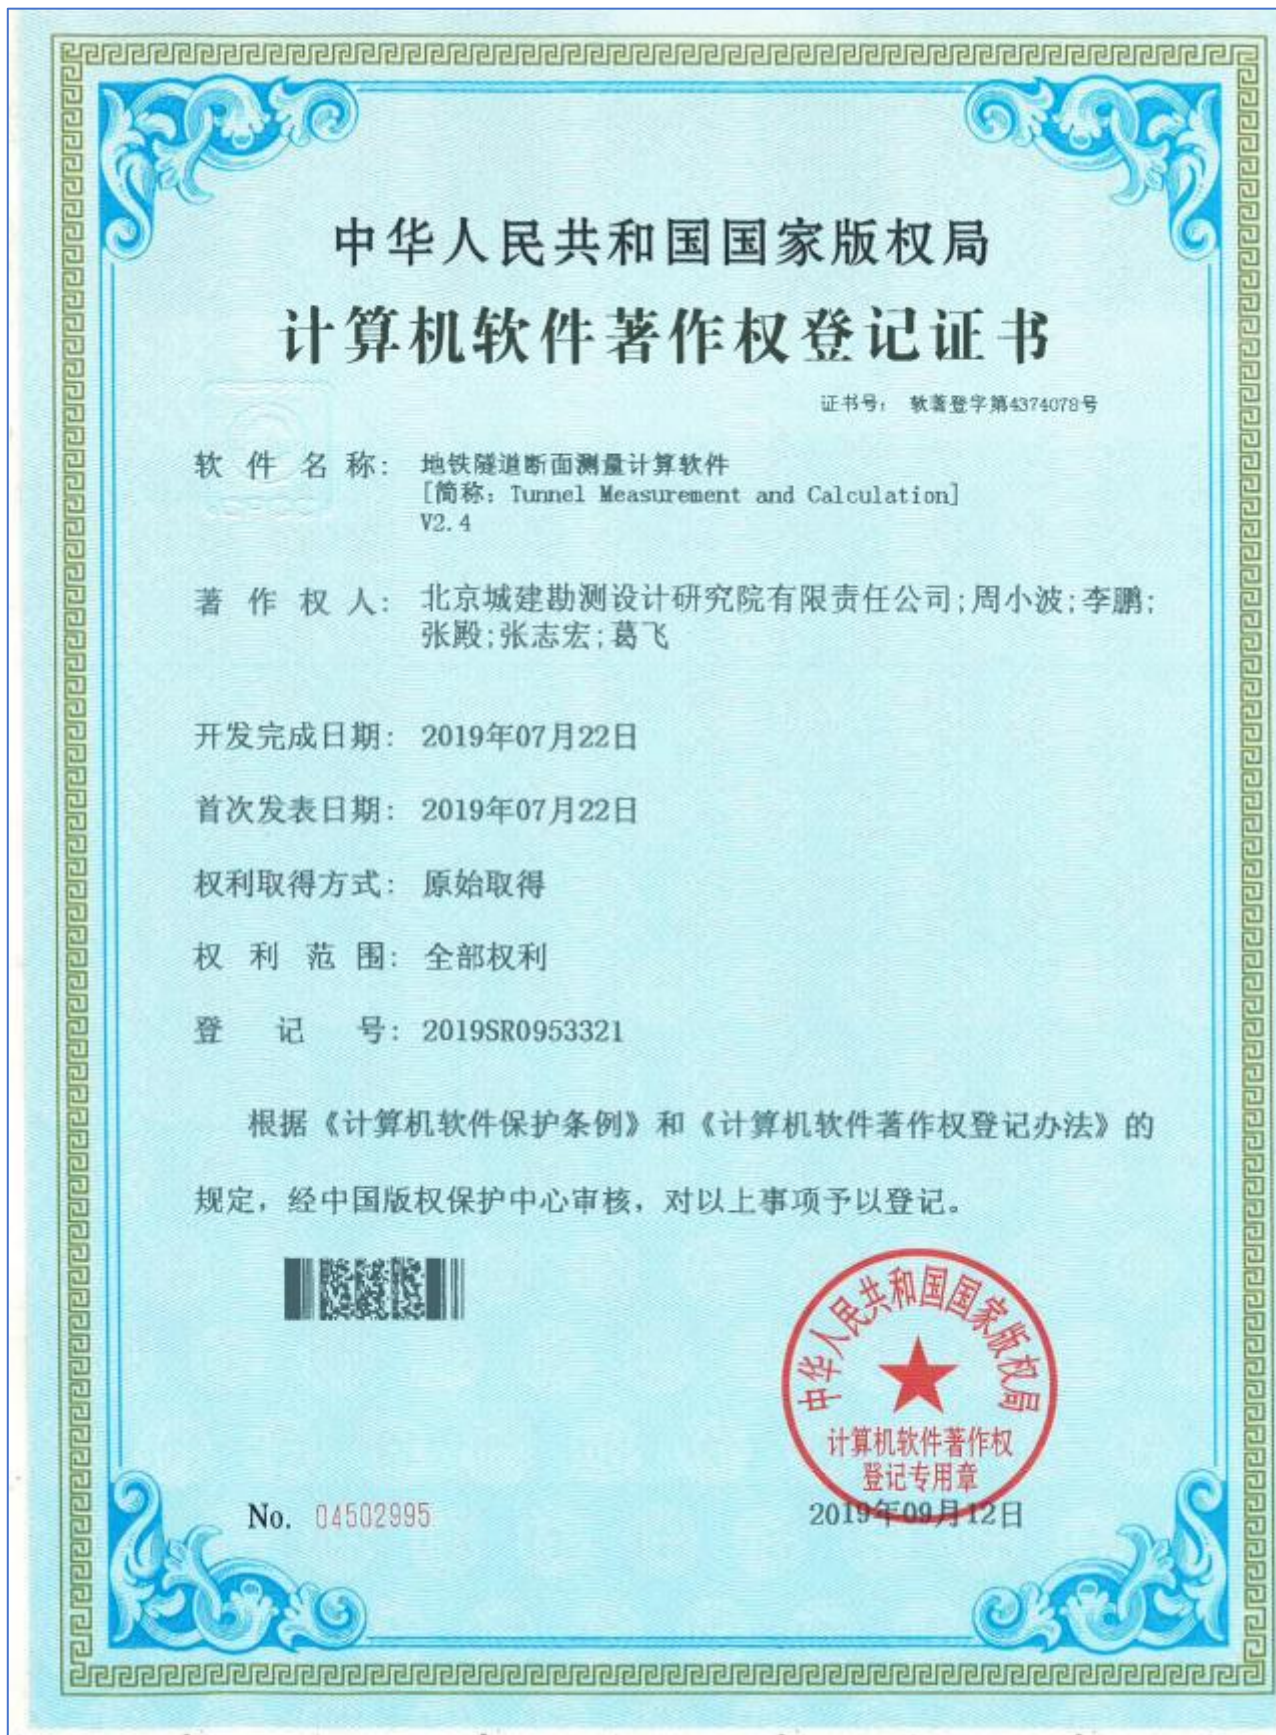 中华人民共和国国家版权局
计算机软件著作权登记证书
证书号： 软著登字第4374078号
软件名称： 地铁隧道断面测量计算软件
[简称：Tunnel Measurement and Calculation]
V2.4
著作权人： 北京城建勘测设计研究院有限责任公司;周小波;李鹏;
张殿;张志宏;葛飞
开发完成日期： 2019年07月22日
首次发表日期： 2019年07月22日
权利取得方式： 原始取得
权利范围： 全部权利
登记号： 2019SR0953321
根据《计算机软件保护条例》和《计算机软件著作权登记办法》的
规定，经中国版权保护中心审核，对以上事项予以登记。
中华人民共和国国家版权局
计算机软件著作权
登记专用章
No. 04502995
2019年09月12日